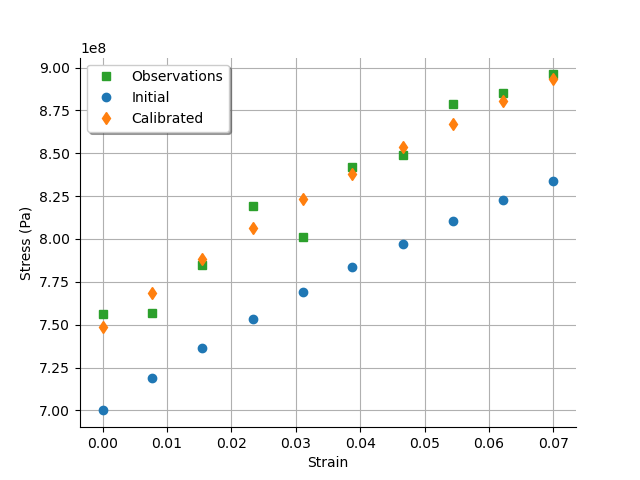 1e8
9.00
8.75
8.50
8.25
8.00
7.75
7.50
7.25
7.00
Stress (Pa)
Observations
Initial
Calibrated
0.00 0.01 0.02 0.03 0.04 0.05 0.06 0.07
Strain